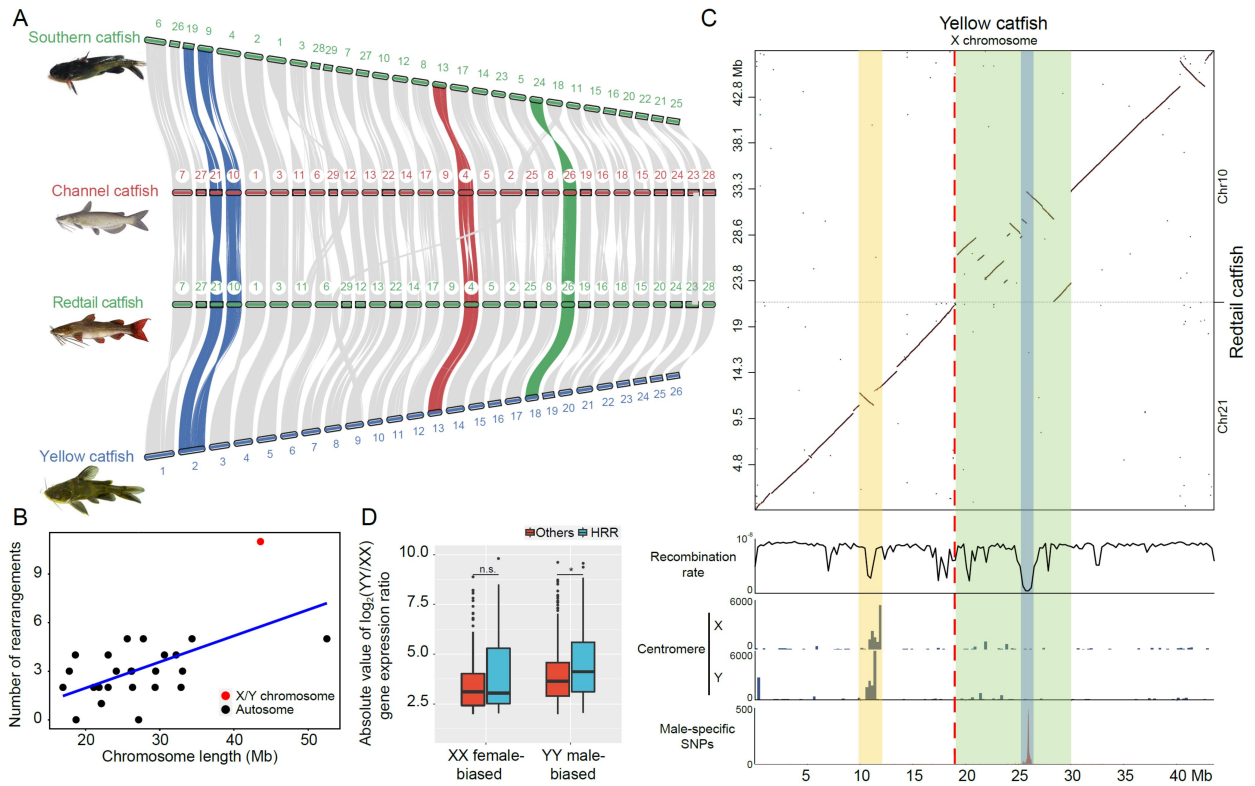 A
Southern catfish
6 26 19 9 4 2 1 3 28 29 7 27 10 12 8 13 17 14 23 5 24 18 11 15 16 20 22 21 25
Channel catfish
7 27 21 10 1 3 11 6 29 12 13 22 14 17 9 4 5 2 25 8 26 19 16 18 15 20 24 23 28
Redtail catfish
7 27 21 10 1 3 11 6 29 12 13 22 14 17 9 4 5 2 25 8 26 19 16 18 15 20 24 23 28
Yellow catfish
1 2 3 4 5 6 7 8 9 10 11 12 13 14 15 16 17 18 19 20 21 22 23 24 25 26
B
Number of rearrangements
9
6
3
0
X/Y chromosome
Autosome
20 30 40 50
Chromosome length (Mb)
D
Others HRR
Absolute value of log2(YY/XX)
gene expression ratio
10.0
7.5
5.0
2.5
n.s.
*
XX female-
biased
YY male-
biased
C
Yellow catfish
X chromosome
42.8 Mb
38.1
33.3
28.6
23.8
19
14.3
9.5
4.8
Chr10
Chr21
Redtail catfish
Recombination
rate
10-8
0
Centromere
X
6000
0
Y
6000
0
Male-specific
SNPs
500
0
5 10 15 20 25 30 35 40 Mb